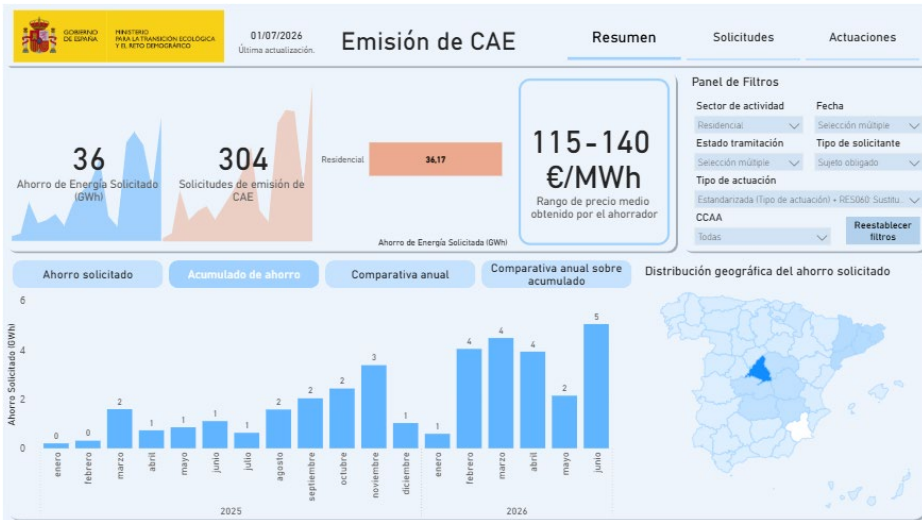 GOBIERNO
DE ESPAÑA
MINISTERIO
PARA LA TRANSICIÓN ECOLÓGICA
Y EL RETO DEMOGRÁFICO
01/07/2026
Última actualización.
Emisión de CAE
Resumen
Solicitudes
Actuaciones
36
Ahorro de Energía Solicitado
(GWh)
304
Solicitudes de emisión de
CAE
Residencial
36,17
Ahorro de Energía Solicitada (GWh)
115-140
€/MWh
Rango de precio medio
obtenido por el ahorrador
Panel de Filtros
Sector de actividad
Fecha
Residencial
Selección múltiple
Estado tramitación
Tipo de solicitante
Selección múltiple
Sujeto obligado
Tipo de actuación
Estandarizada (Tipo de actuación) + RES060: Sustitu...
CCAA
Todas
Reestablecer
filtros
Ahorro solicitado
Acumulado de ahorro
Comparativa anual
Comparativa anual sobre
acumulado
Distribución geográfica del ahorro solicitado
Ahorro Solicitado (GWh)
6
4
2
0
0
0
2
1
1
1
1
2
2
2
3
1
1
4
4
4
2
5
enero
febrero
marzo
abril
mayo
junio
julio
agosto
septiembre
octubre
noviembre
diciembre
enero
febrero
marzo
abril
mayo
junio
2025
2026